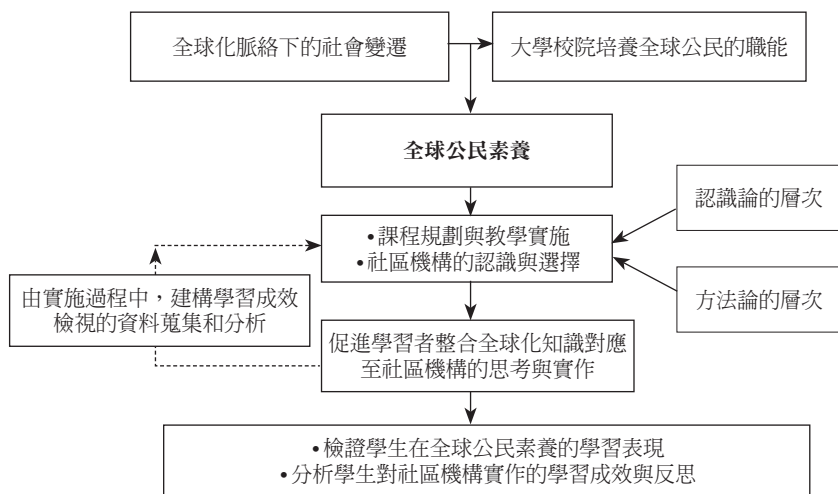 全球化脈絡下的社會變遷
大學校院培養全球公民的職能
全球公民素養
認識論的層次
•課程規劃與教學實施
•社區機構的認識與選擇
方法論的層次
由實施過程中，建構學習成效
檢視的資料蒐集和分析
促進學習者整合全球化知識對應
至社區機構的思考與實作
•檢證學生在全球公民素養的學習表現
•分析學生對社區機構實作的學習成效與反思